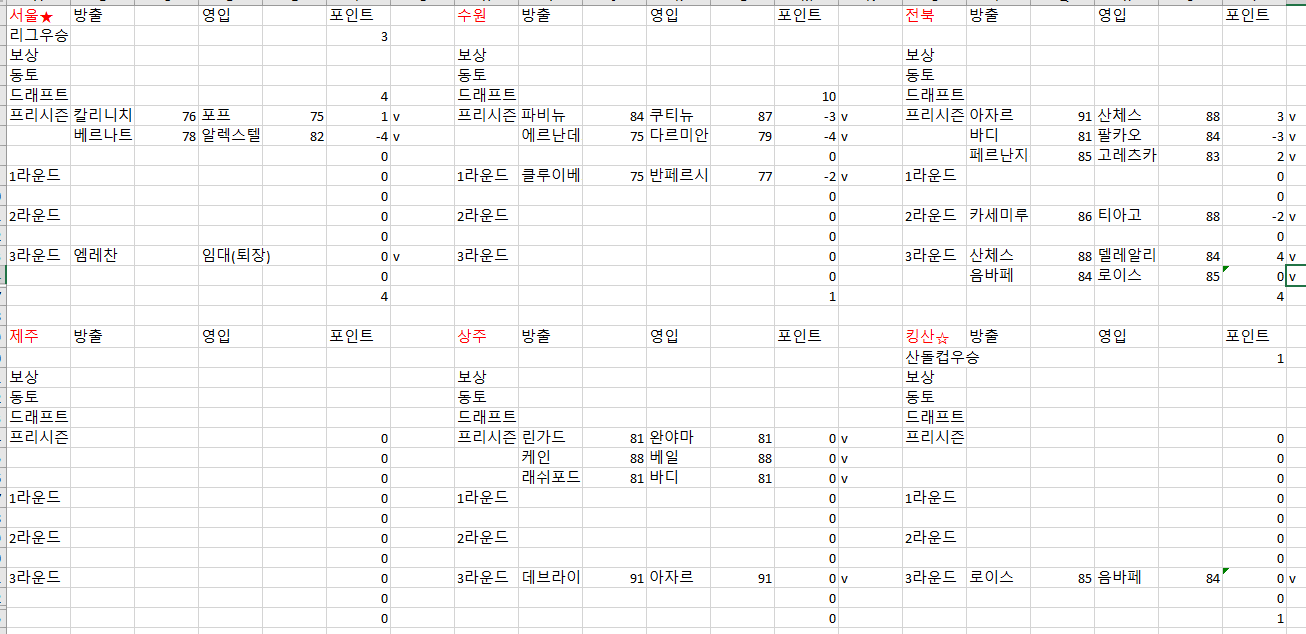 서울★ 방출 영입 포인트 수원 방출 영입 포인트 전북 방출 영입 포인트
리그우승 3
보상 보상 보상
동토 동토 동토
드래프트 4 드래프트 10 드래프트
프리시즌 칼리니치 76 포프 75 1 v 프리시즌 파비뉴 84 쿠티뉴 87 -3 v 프리시즌 아자르 91 산체스 88 3 v
베르나트 78 알렉스텔 82 -4 v 에르난데 75 다르미안 79 -4 v 바디 81 팔카오 84 -3 v
0 0 페르난지 85 고레츠카 83 2 v
1라운드 0 1라운드 클루이베 75 반페르시 77 -2 v 1라운드 0
0 0 0
2라운드 0 2라운드 0 2라운드 카세미루 86 티아고 88 -2 v
0 0 0
3라운드 엠레찬 임대(퇴장) 0 v 3라운드 0 3라운드 산체스 88 델레알리 84 4 v
0 0 음바페 84 로이스 85 0 v
4 1 4
제주 방출 영입 포인트 상주 방출 영입 포인트 킹산☆ 방출 영입 포인트
산돌컵우승 1
보상 보상 보상
동토 동토 동토
드래프트 드래프트 드래프트
프리시즌 0 프리시즌 린가드 81 완야마 81 0 v 프리시즌 0
0 케인 88 베일 88 0 v 0
0 래쉬포드 81 바디 81 0 v 0
1라운드 0 1라운드 0 1라운드 0
0 0 0
2라운드 0 2라운드 0 2라운드 0
0 0 0
3라운드 0 3라운드 데브라이 91 아자르 91 0 v 3라운드 로이스 85 음바페 84 0 v
0 0 0
0 0 1